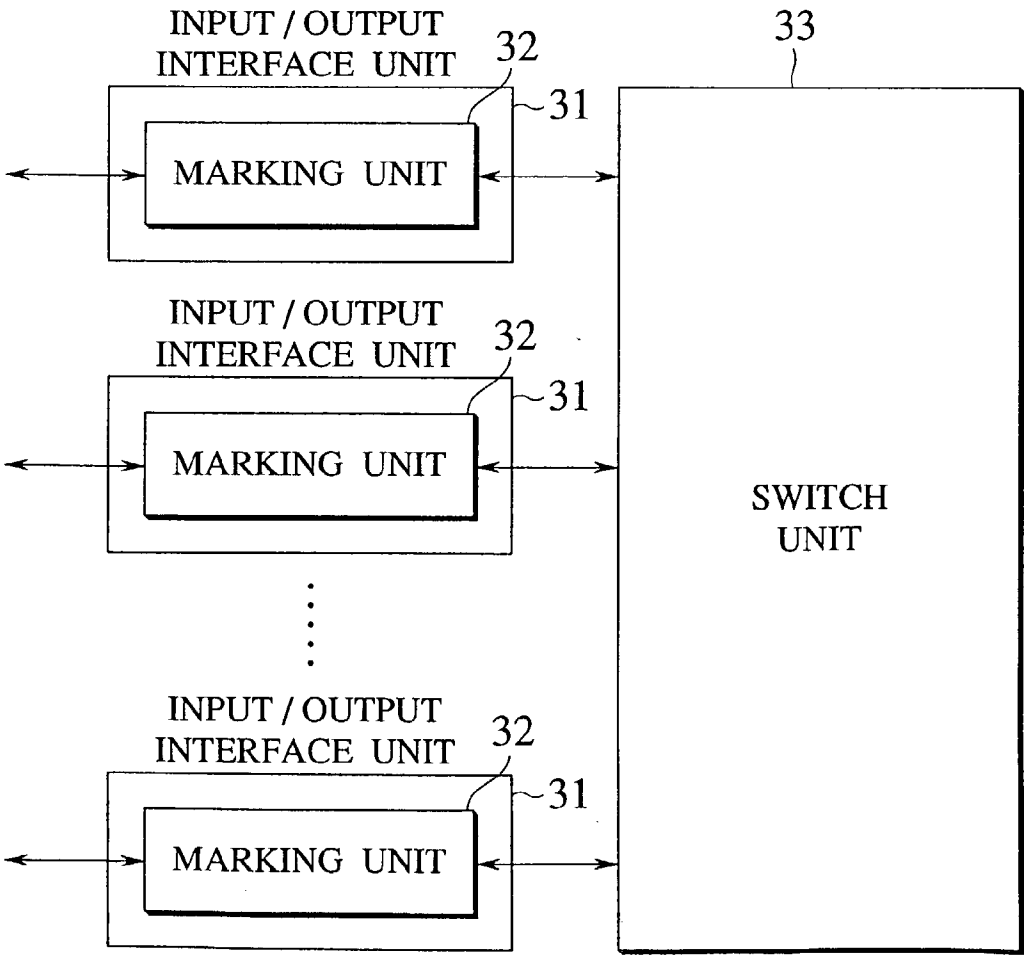 INPUT / OUTPUT
INTERFACE UNIT
32
31
MARKING UNIT
INPUT / OUTPUT
INTERFACE UNIT
32
31
MARKING UNIT
INPUT / OUTPUT
INTERFACE UNIT
32
31
MARKING UNIT
33
SWITCH
UNIT